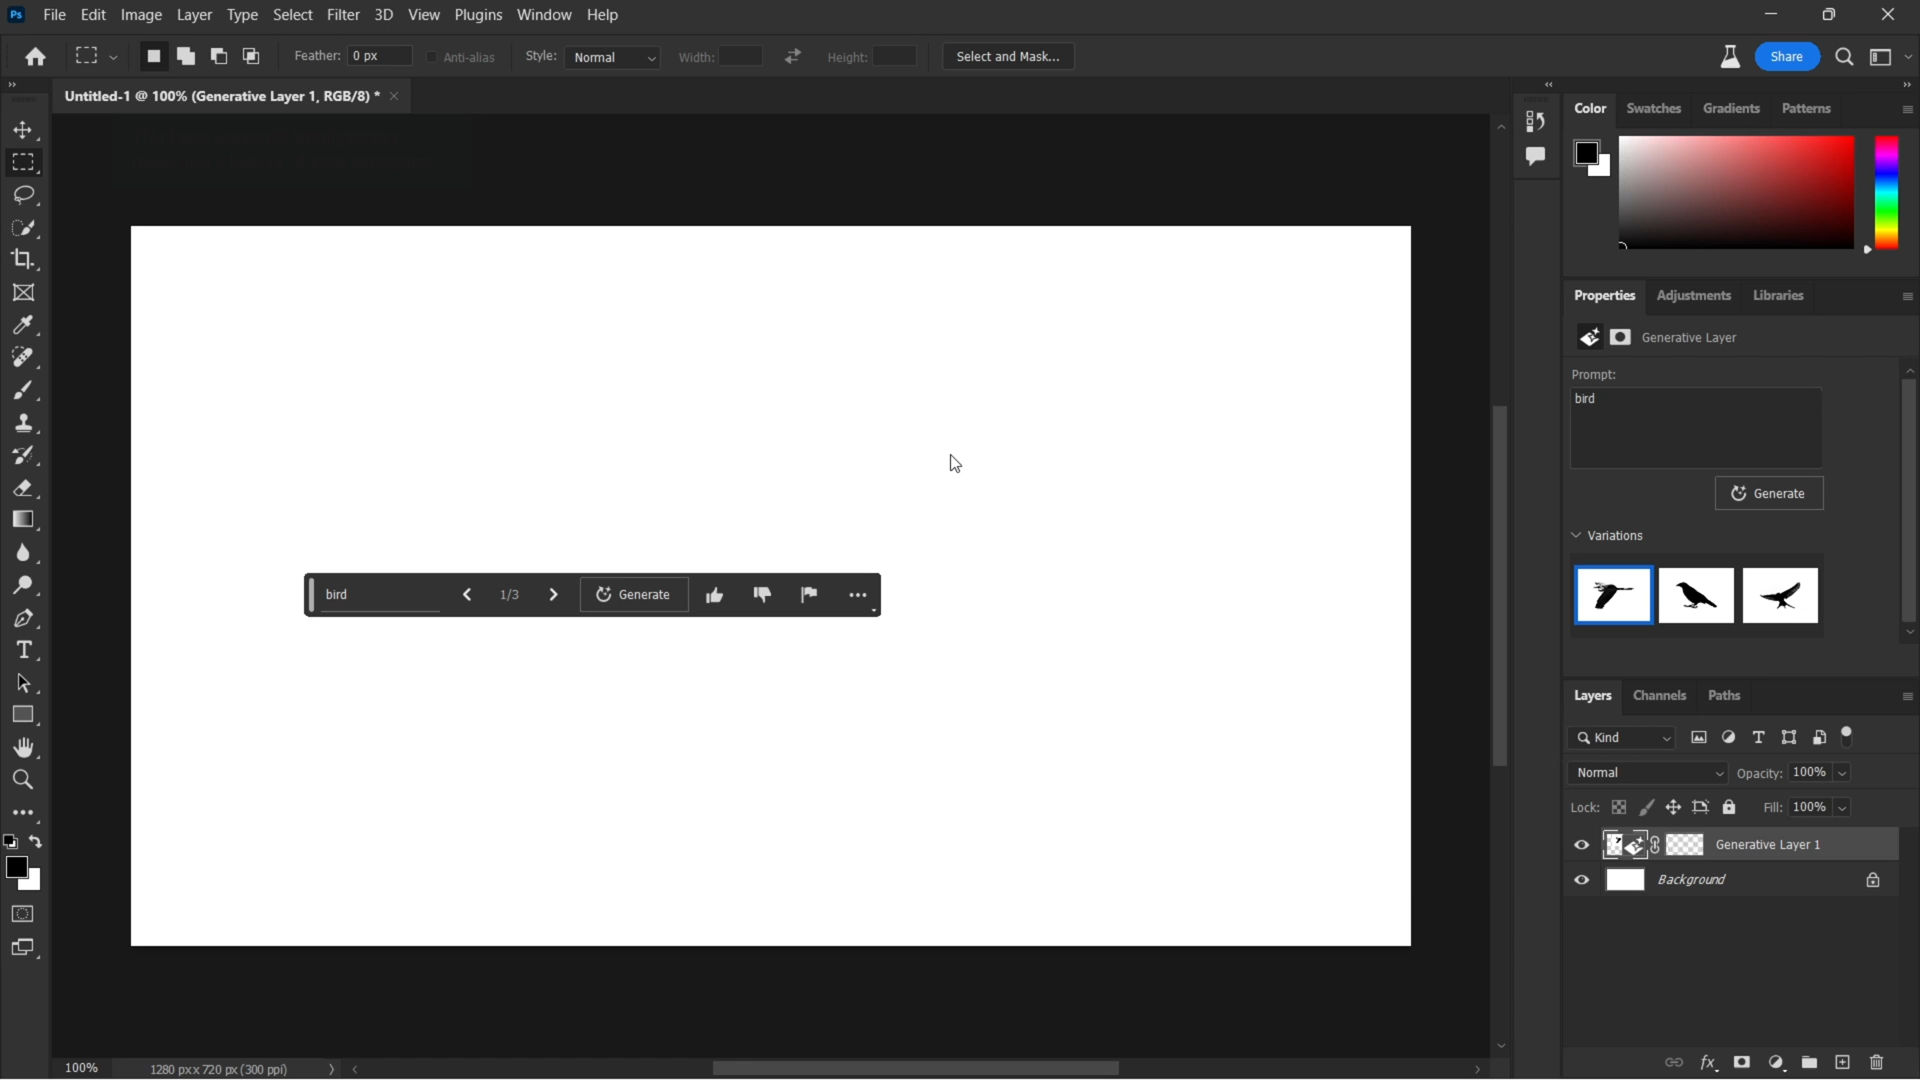 Ps File Edit Image Layer Type Select Filter 3D View Plugins Window Help
Feather: 0 px Anti-alias Style: Normal Width: Height: Select and Mask... Share
Untitled-1 @ 100% (Generative Layer 1, RGB/8) *
Color Swatches Gradients Patterns
Properties Adjustments Libraries
Generative Layer
Prompt:
bird
Generate
Variations
bird 1/3 Generate
Layers Channels Paths
Kind
Normal Opacity: 100%
Lock: Fill: 100%
Generative Layer 1
Background
100% 1280 px x 720 px (300 ppi)
fx